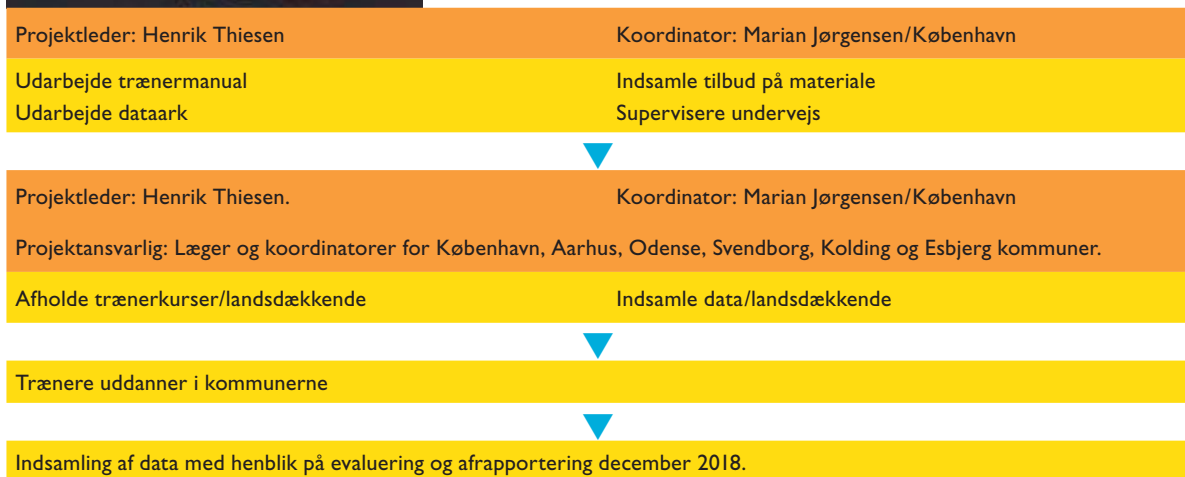 Projektleder: Henrik Thiesen
Koordinator: Marian Jørgensen/København
Udarbejde trænermanual
Indsamle tilbud på materiale
Udarbejde dataark
Supervisere undervejs
Projektleder: Henrik Thiesen.
Koordinator: Marian Jørgensen/København
Projektansvarlig: Læger og koordinatorer for København, Aarhus, Odense, Svendborg, Kolding og Esbjerg kommuner.
Afholde trænerkurser/landsdækkende
Indsamle data/landsdækkende
Trænere uddanner i kommunerne
Indsamling af data med henblik på evaluering og afrapportering december 2018.